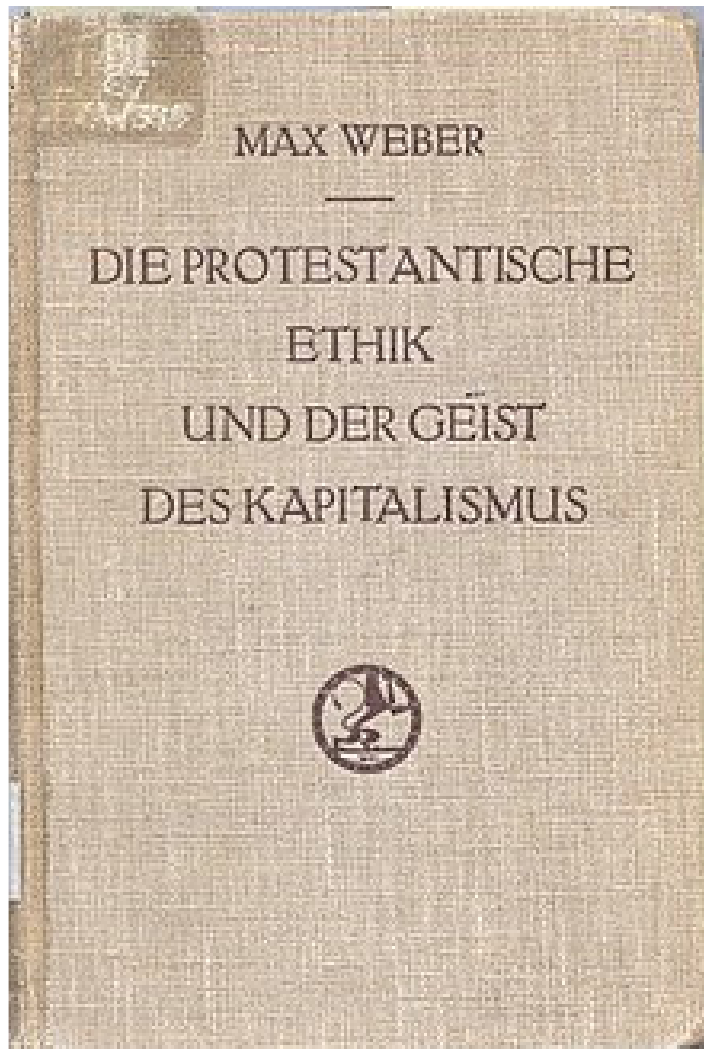 MAX WEBER
DIE PROTESTANTISCHE
ETHIK
UND DER GEIST
DES KAPITALISMUS